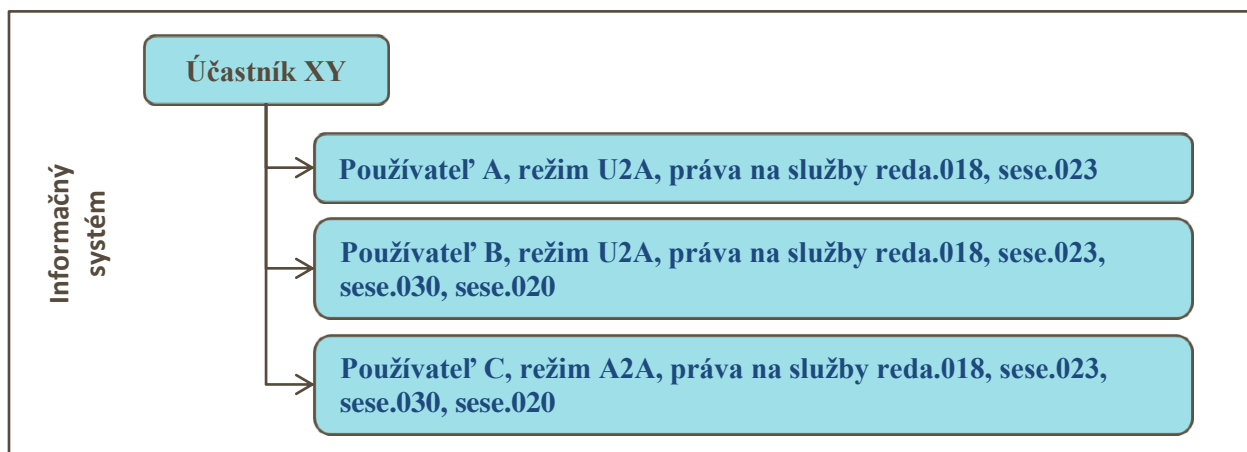 Účastník XY
Používateľ A, režim U2A, práva na služby reda.018, sese.023
Používateľ B, režim U2A, práva na služby reda.018, sese.023,
sese.030, sese.020
Používateľ C, režim A2A, práva na služby reda.018, sese.023,
sese.030, sese.020
Informačný
systém